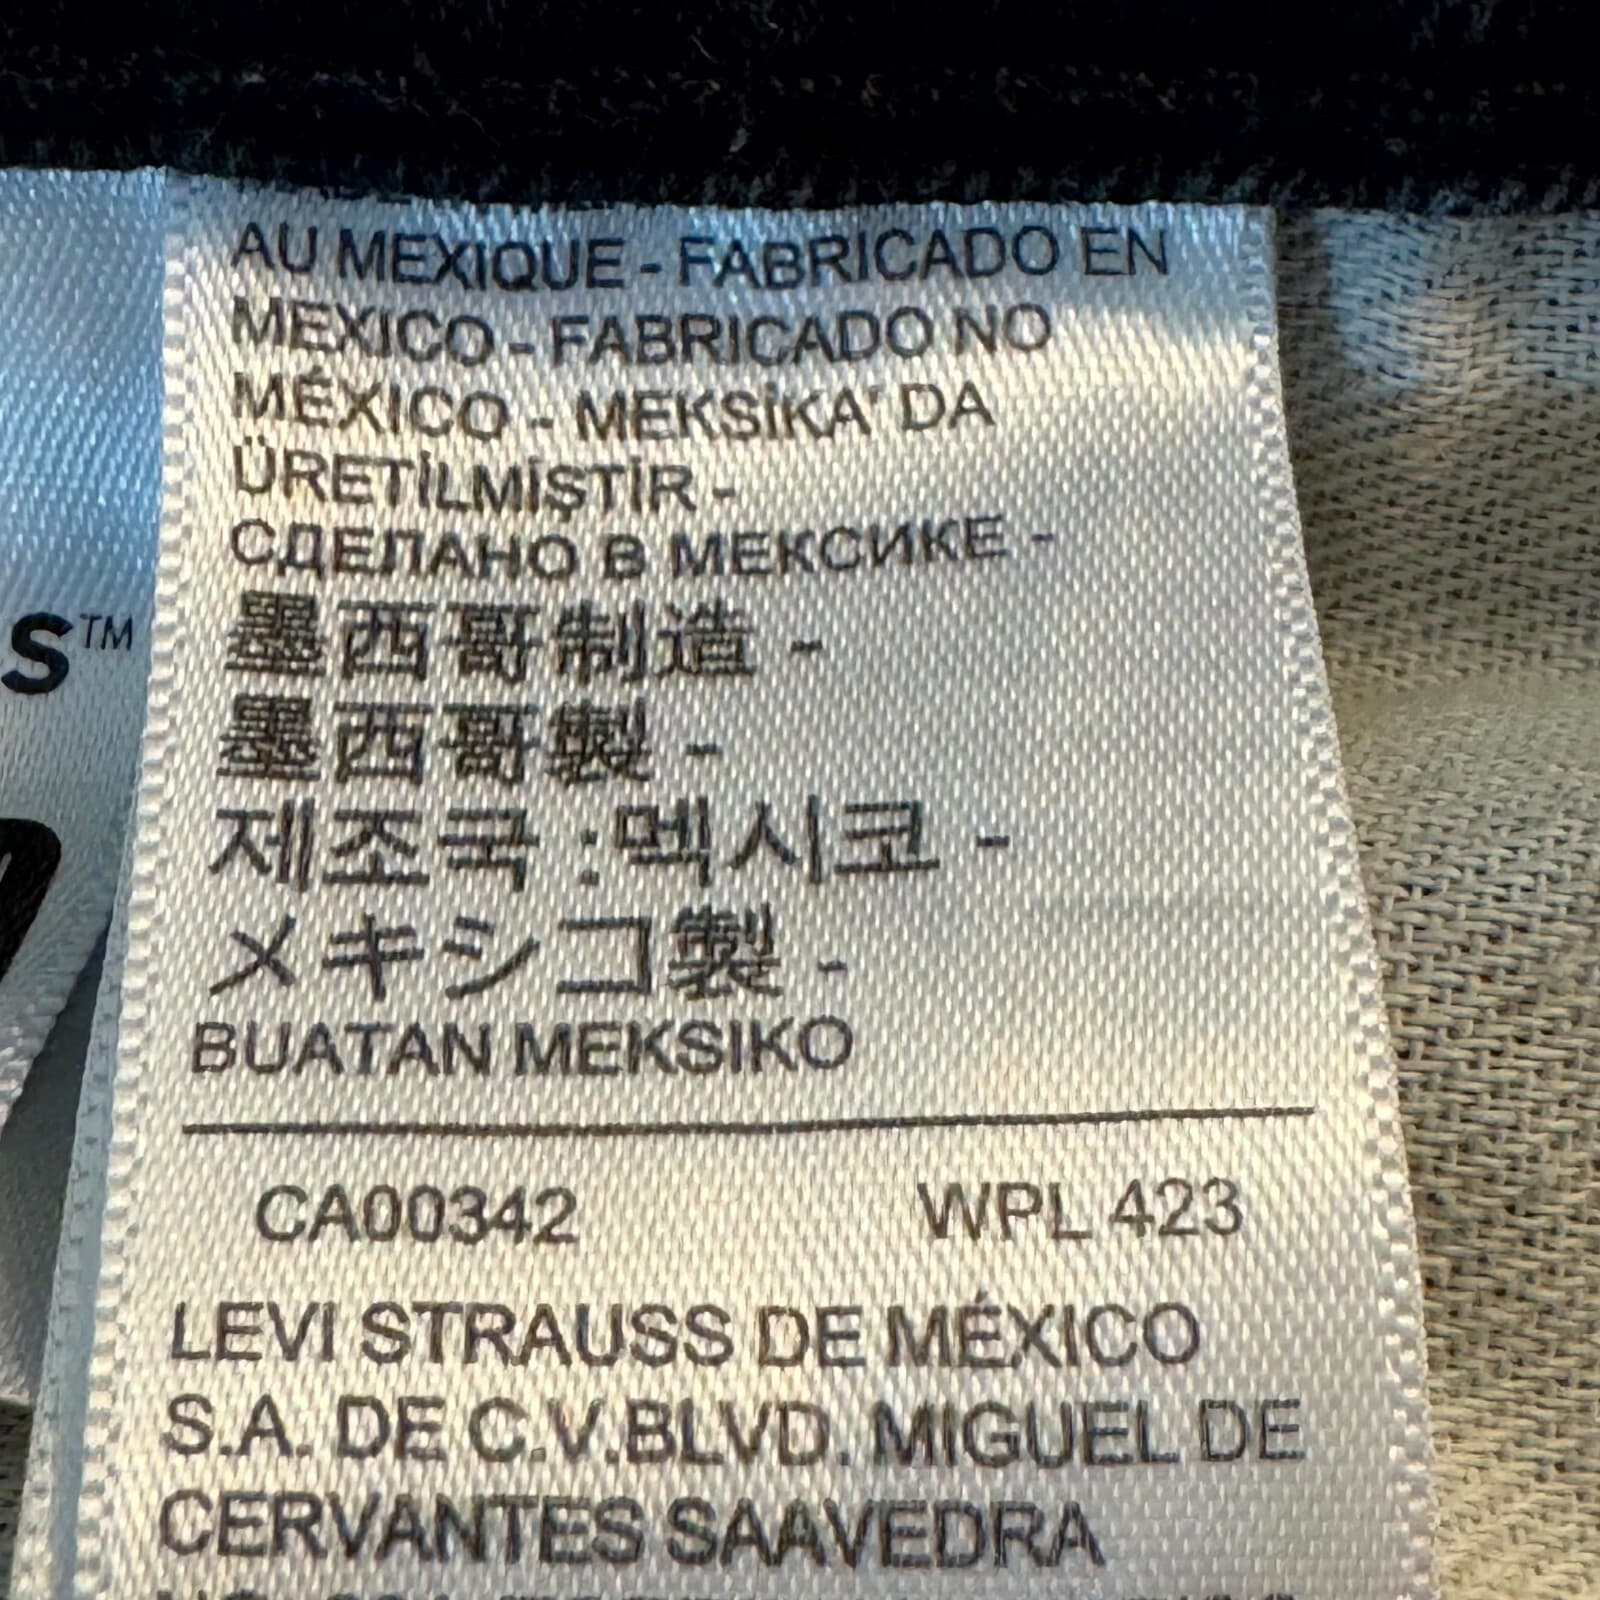 AU MEXIQUE - FABRICADO EN
MEXICO - FABRICADO NO
MÉXICO - MEKSİKA' DA
ÜRETİLMİŞTİR -
СДЕЛАНО В МЕКСИКЕ -
墨西哥制造 -
墨西哥製 -
제조국 : 멕시코 -
メキシコ製 -
BUATAN MEKSIKO
CA00342 WPL 423
LEVI STRAUSS DE MÉXICO
S.A. DE C.V.BLVD. MIGUEL DE
CERVANTES SAAVEDRA
S™